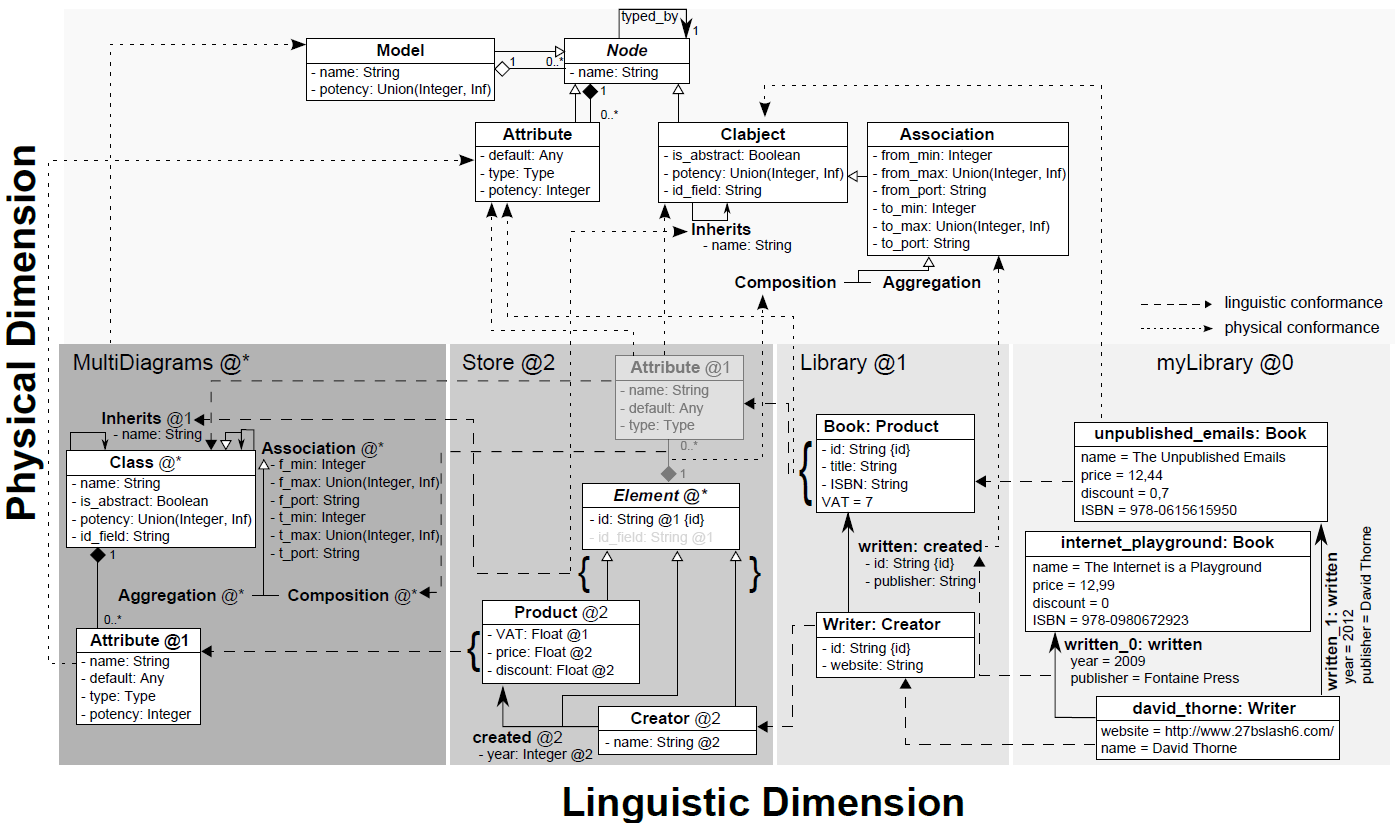 typed_by
1
Model
- name: String
- potency: Union(Integer, Inf)
1
0..*
Node
- name: String
1
0..*
Attribute
- default: Any
- type: Type
- potency: Integer
Clabject
- is_abstract: Boolean
- potency: Union(Integer, Inf)
- id_field: String
Association
- from_min: Integer
- from_max: Union(Integer, Inf)
- from_port: String
- to_min: Integer
- to_max: Union(Integer, Inf)
- to_port: String
Inherits
- name: String
Composition
Aggregation
linguistic conformance
physical conformance
Physical Dimension
MultiDiagrams @*
Inherits @1
- name: String
Class @*
- name: String
- is_abstract: Boolean
- potency: Union(Integer, Inf)
- id_field: String
Association @*
- f_min: Integer
- f_max: Union(Integer, Inf)
- f_port: String
- t_min: Integer
- t_max: Union(Integer, Inf)
- t_port: String
1
Aggregation @*
Composition @*
0..*
Attribute @1
- name: String
- default: Any
- type: Type
- potency: Integer
Store @2
Attribute @1
- name: String
- default: Any
- type: Type
0..*
1
Element @*
- id: String @1 {id}
- id_field: String @1
{
}
Product @2
{
- VAT: Float @1
- price: Float @2
- discount: Float @2
Creator @2
- name: String @2
created @2
- year: Integer @2
Library @1
{
Book: Product
- id: String {id}
- title: String
- ISBN: String
VAT = 7
written: created
- id: String {id}
- publisher: String
Writer: Creator
- id: String {id}
- website: String
myLibrary @0
unpublished_emails: Book
name = The Unpublished Emails
price = 12,44
discount = 0,7
ISBN = 978-0615615950
internet_playground: Book
name = The Internet is a Playground
price = 12,99
discount = 0
ISBN = 978-0980672923
written_0: written
year = 2009
publisher = Fontaine Press
written_1: written
year = 2012
publisher = David Thorne
david_thorne: Writer
website = http://www.27bslash6.com/
name = David Thorne
Linguistic Dimension